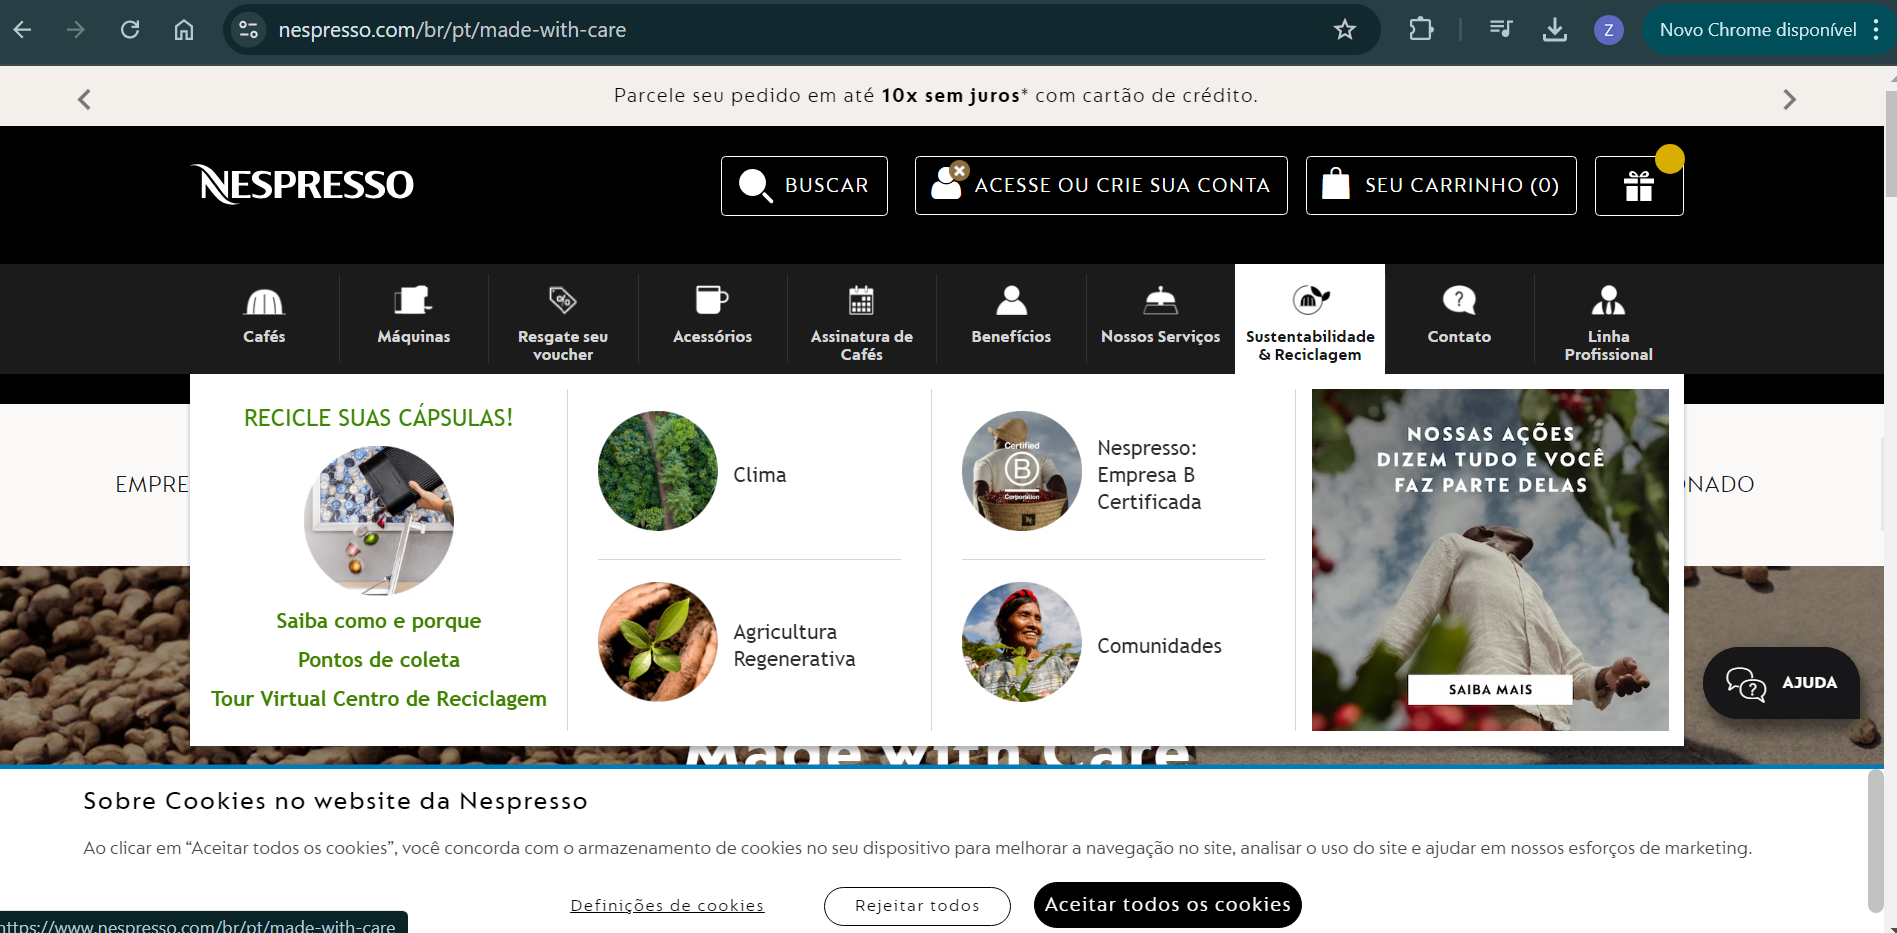 nespresso.com/br/pt/made-with-care
Z
Novo Chrome disponível
Parcele seu pedido em até 10x sem juros* com cartão de crédito.
NESPRESSO
BUSCAR
ACESSE OU CRIE SUA CONTA
SEU CARRINHO (0)
Cafés
Máquinas
Resgate seu
voucher
Acessórios
Assinatura de
Cafés
Benefícios
Nossos Serviços
Sustentabilidade
& Reciclagem
Contato
Linha
Profissional
EMPRE
RECICLE SUAS CÁPSULAS!
Saiba como e porque
Pontos de coleta
Tour Virtual Centro de Reciclagem
Clima
Agricultura
Regenerativa
Certified
B
Corporation
Nespresso:
Empresa B
Certificada
Comunidades
NOSSAS AÇÕES
DIZEM TUDO E VOCÊ
FAZ PARTE DELAS
SAIBA MAIS
ONADO
AJUDA
Made with Care
Sobre Cookies no website da Nespresso
Ao clicar em “Aceitar todos os cookies”, você concorda com o armazenamento de cookies no seu dispositivo para melhorar a navegação no site, analisar o uso do site e ajudar em nossos esforços de marketing.
Definições de cookies
Rejeitar todos
Aceitar todos os cookies
https://www.nespresso.com/br/pt/made-with-care